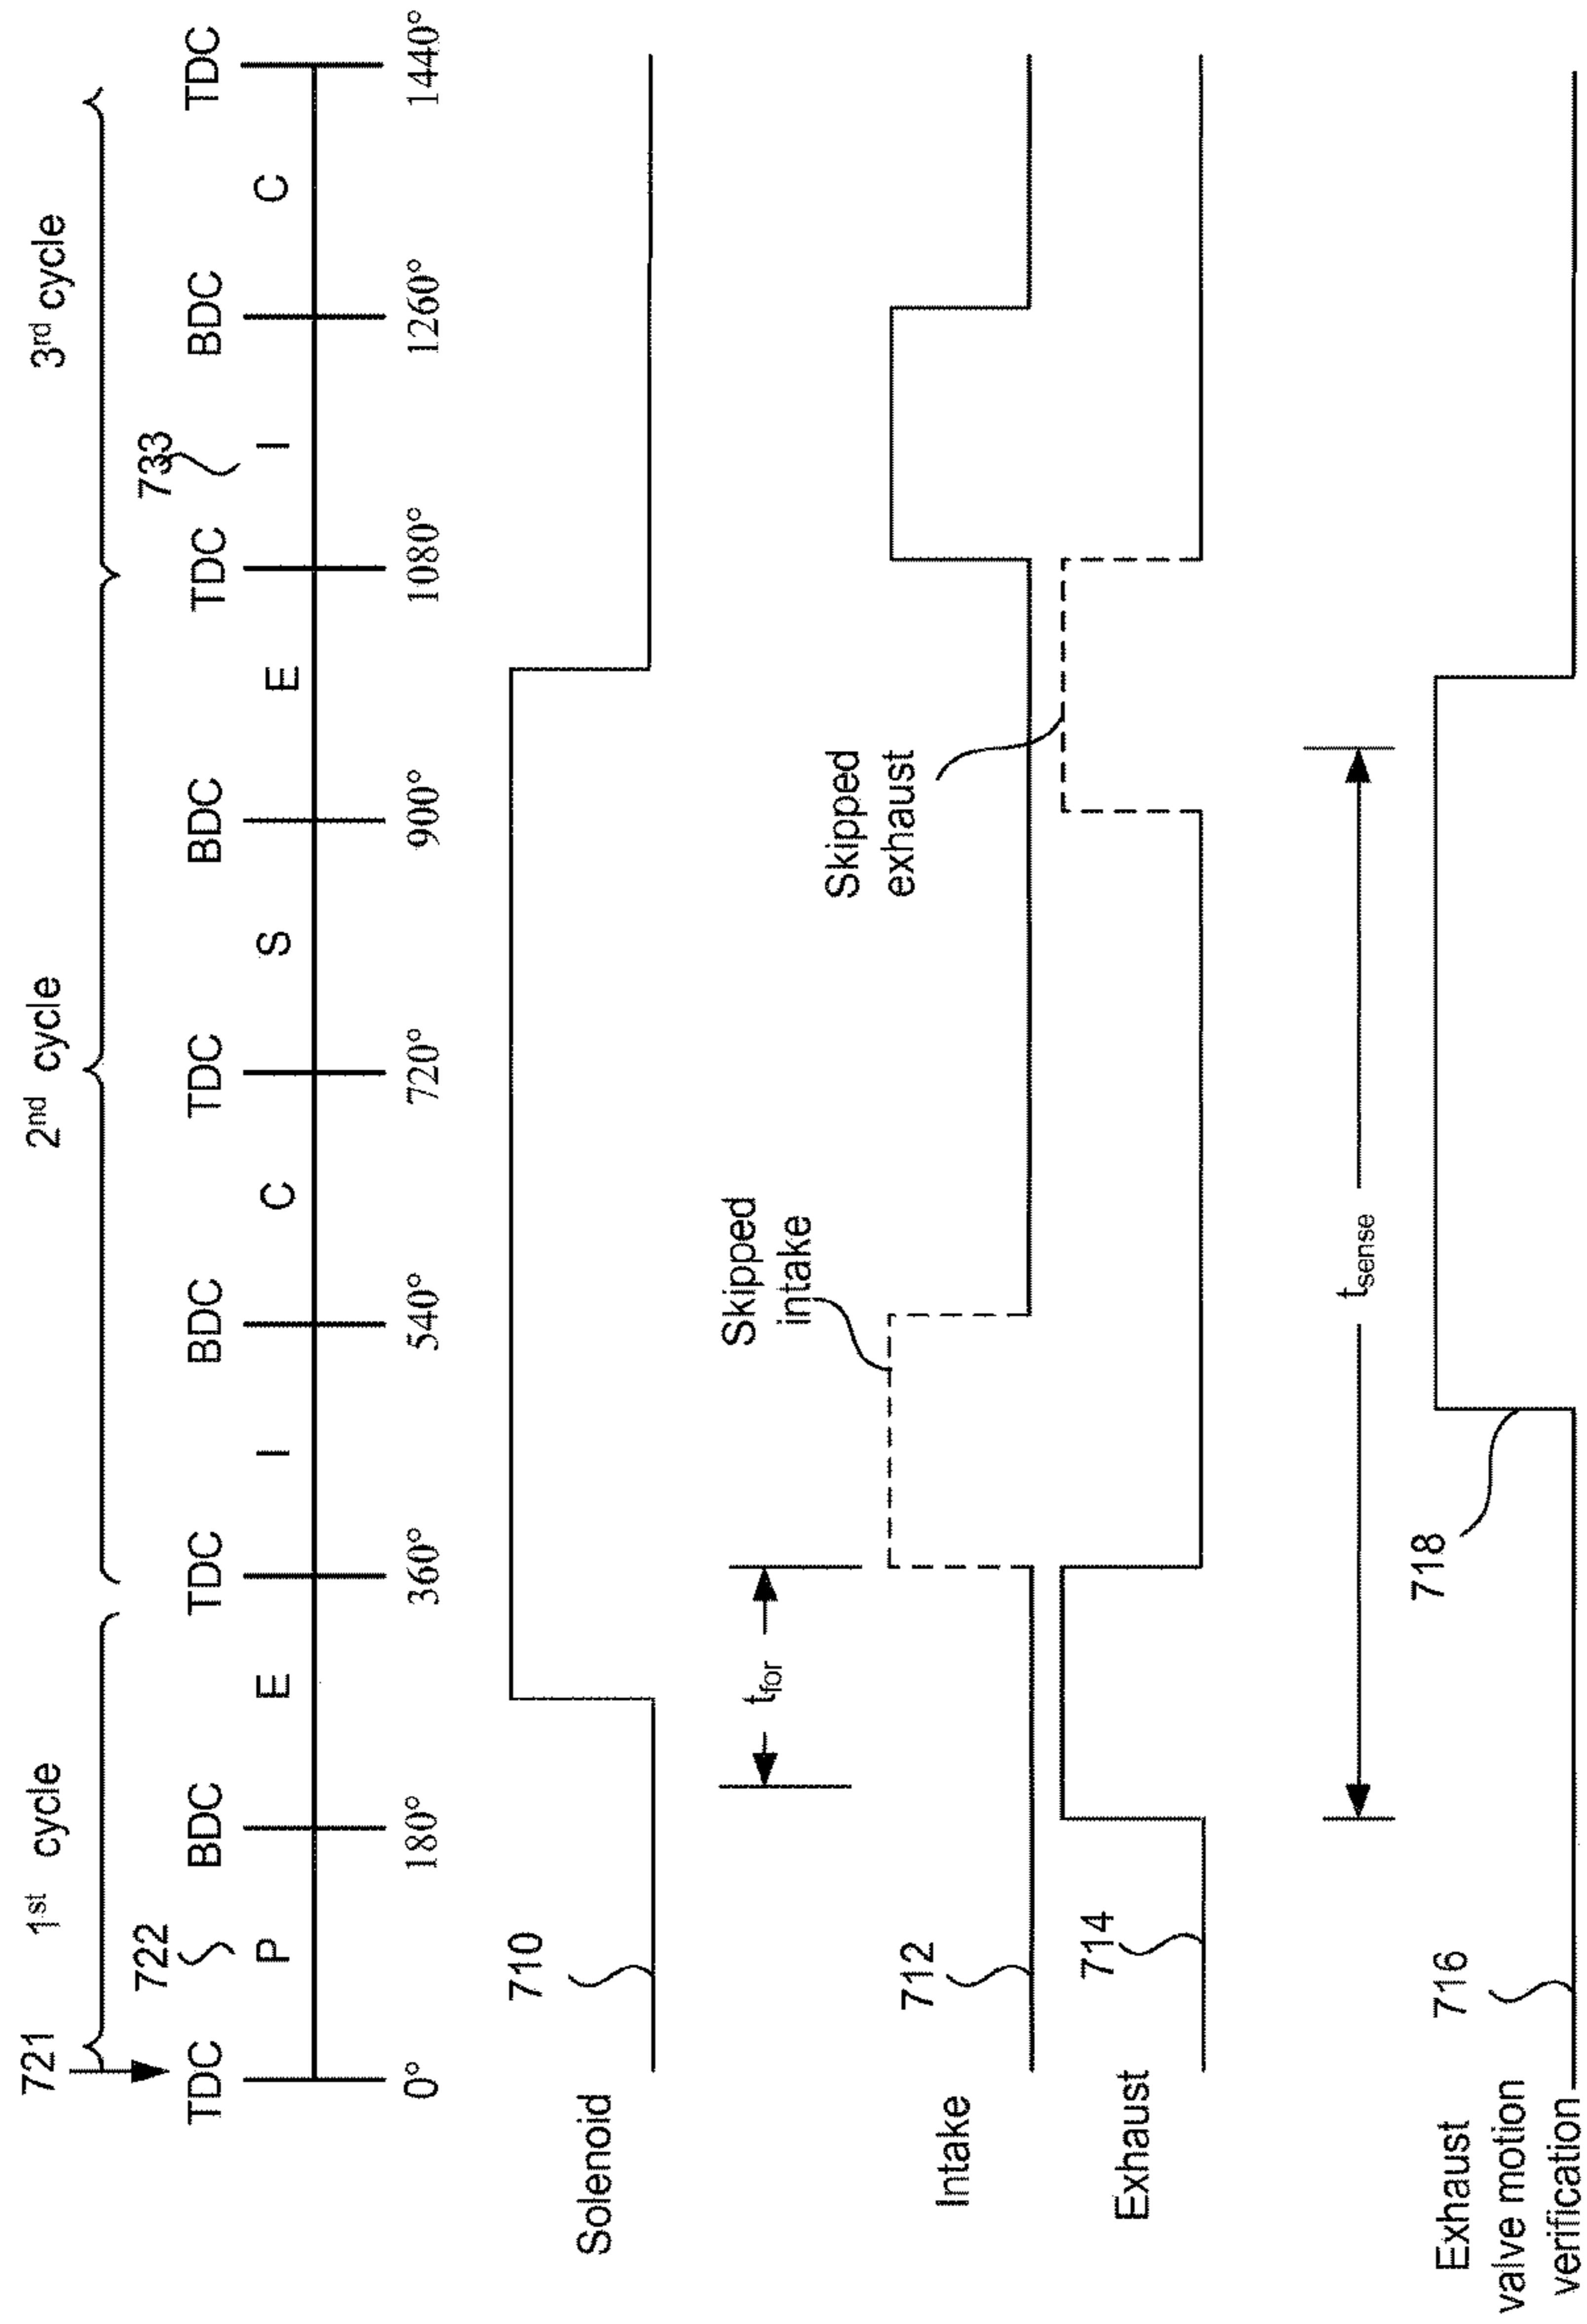 1st cycle
2nd cycle
3rd cycle
721
722
733
TDC
BDC
TDC
BDC
TDC
BDC
TDC
BDC
TDC
P
E
I
C
S
E
I
C
0°
180°
360°
540°
720°
900°
1080°
1260°
1440°
Solenoid
710
tfor
Skipped
intake
Skipped
exhaust
Intake
712
Exhaust
714
tsense
718
Exhaust
valve motion
verification
716